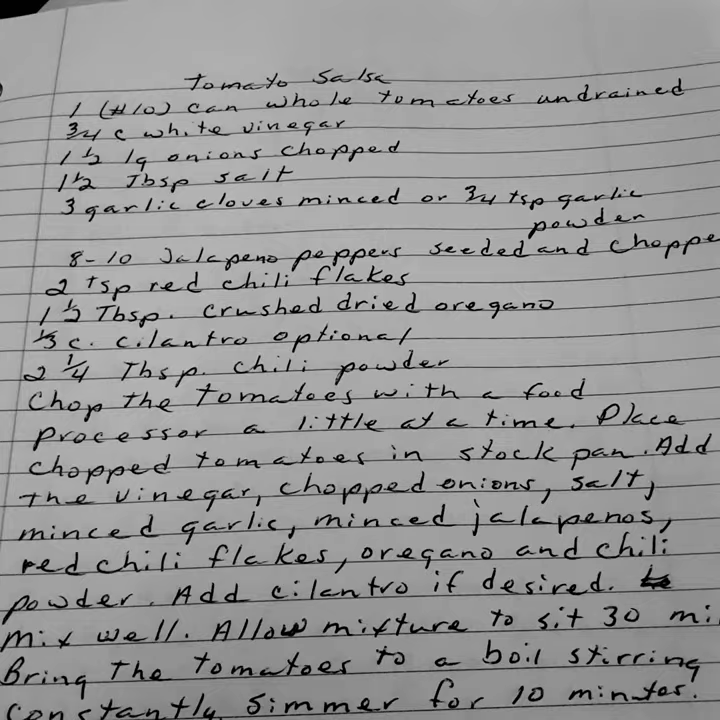 Tomato Salsa
1 (#10) can whole tomatoes undrained
3/4 c white vinegar
1 1/2 lg onions chopped
1 1/2 Tbsp salt
3 garlic cloves minced or 3/4 tsp garlic
powder
8-10 Jalapeno peppers seeded and choppe
2 tsp red chili flakes
1 1/2 Tbsp. crushed dried oregano
1/3 c. cilantro optional
2 1/4 Tbsp. chili powder
Chop the tomatoes with a food
processor a little at a time. Place
chopped tomatoes in stock pan. Add
the vinegar, chopped onions, salt,
minced garlic, minced jalapenos,
red chili flakes, oregano and chili
powder. Add cilantro if desired.
Mix well. Allow mixture to sit 30 mi
Bring the tomatoes to a boil stirring
constantly. Simmer for 10 minutes.